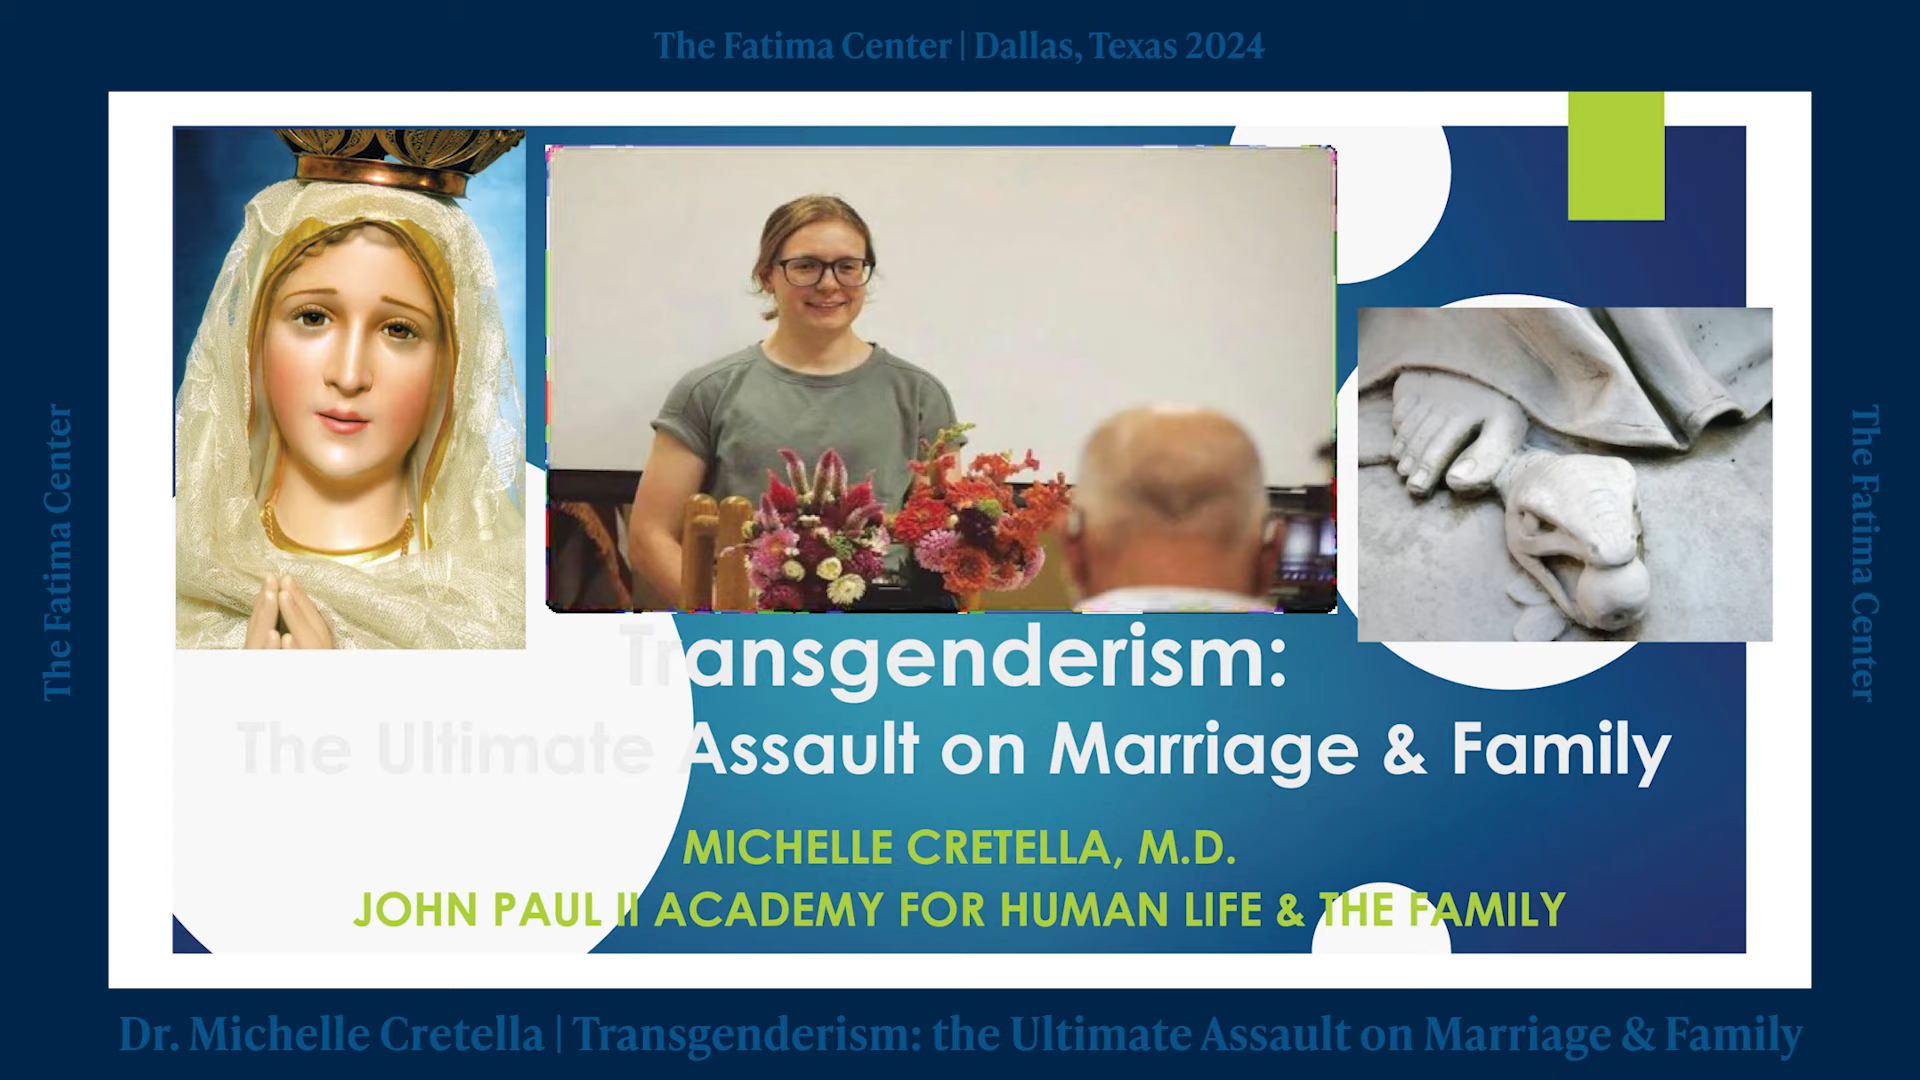 The Fatima Center | Dallas, Texas 2024
The Fatima Center
The Fatima Center
Transgenderism:
The Ultimate Assault on Marriage & Family
MICHELLE CRETELLA, M.D.
JOHN PAUL II ACADEMY FOR HUMAN LIFE & THE FAMILY
Dr. Michelle Cretella | Transgenderism: the Ultimate Assault on Marriage & Family